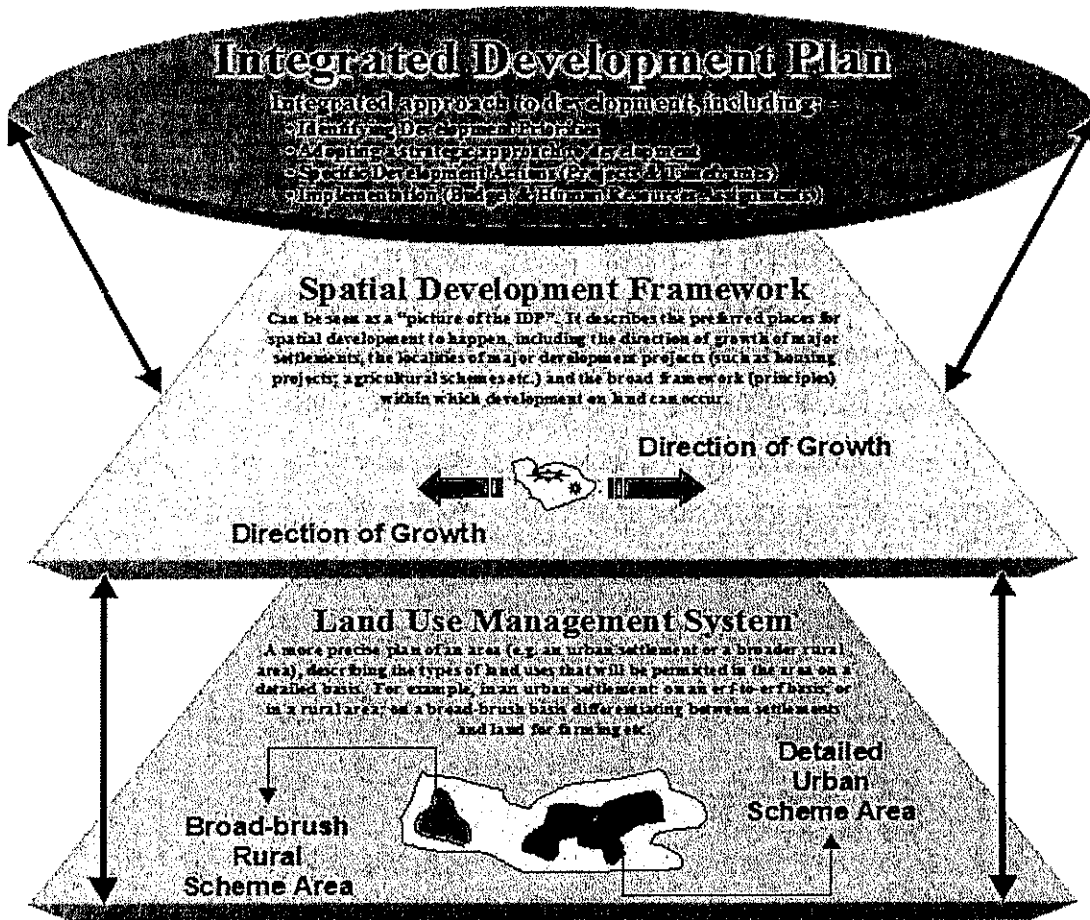 Integrated Development Plan
Integrated approach to development, including: -
• Identifying Development Priorities
• Adopting a strategic approach to development
• Specific Development Actions (Projects & Timeframes)
• Implementation (Budget & Human Resource Assignments)
Spatial Development Framework
Can be seen as a "picture of the IDP". It describes the preferred places for
spatial development to happen, including the direction of growth of major
settlements, the localities of major development projects (such as housing
projects; agricultural schemes etc.) and the broad framework (principles)
within which development on land can occur.
Direction of Growth
Direction of Growth
Land Use Management System
A more precise plan of an area (e.g. an urban settlement or a broader rural
area), describing the types of land uses that will be permitted in the area on a
detailed basis. For example, in an urban settlement: on an erf-to-erf basis; or
in a rural area: on a broad-brush basis differentiating between settlements
and land for farming etc.
Detailed
Urban
Scheme Area
Broad-brush
Rural
Scheme Area